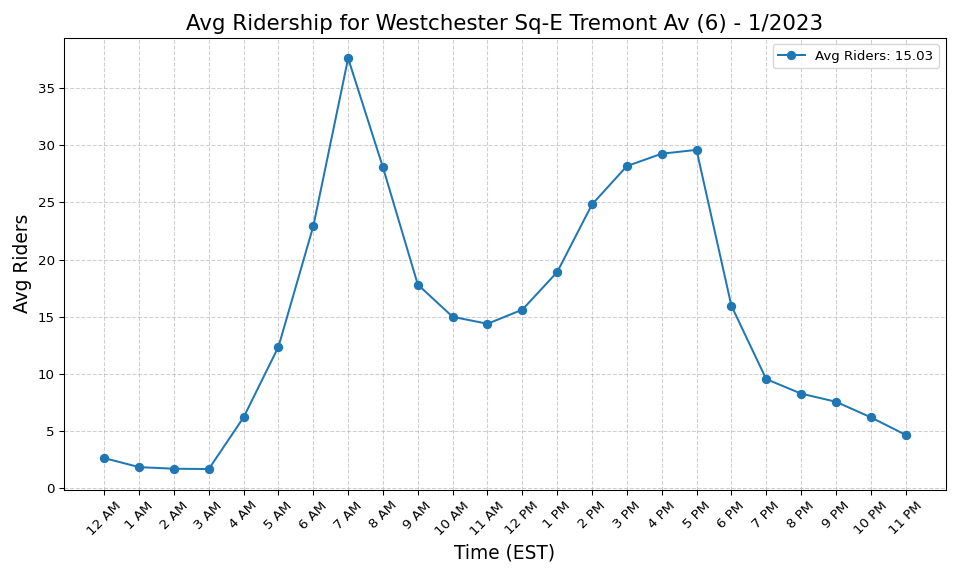 Avg Ridership for Westchester Sq-E Tremont Av (6) - 1/2023
Avg Riders: 15.03
Avg Riders
35
30
25
20
15
10
5
0
12 AM
1 AM
2 AM
3 AM
4 AM
5 AM
6 AM
7 AM
8 AM
9 AM
10 AM
11 AM
12 PM
1 PM
2 PM
3 PM
4 PM
5 PM
6 PM
7 PM
8 PM
9 PM
10 PM
11 PM
Time (EST)